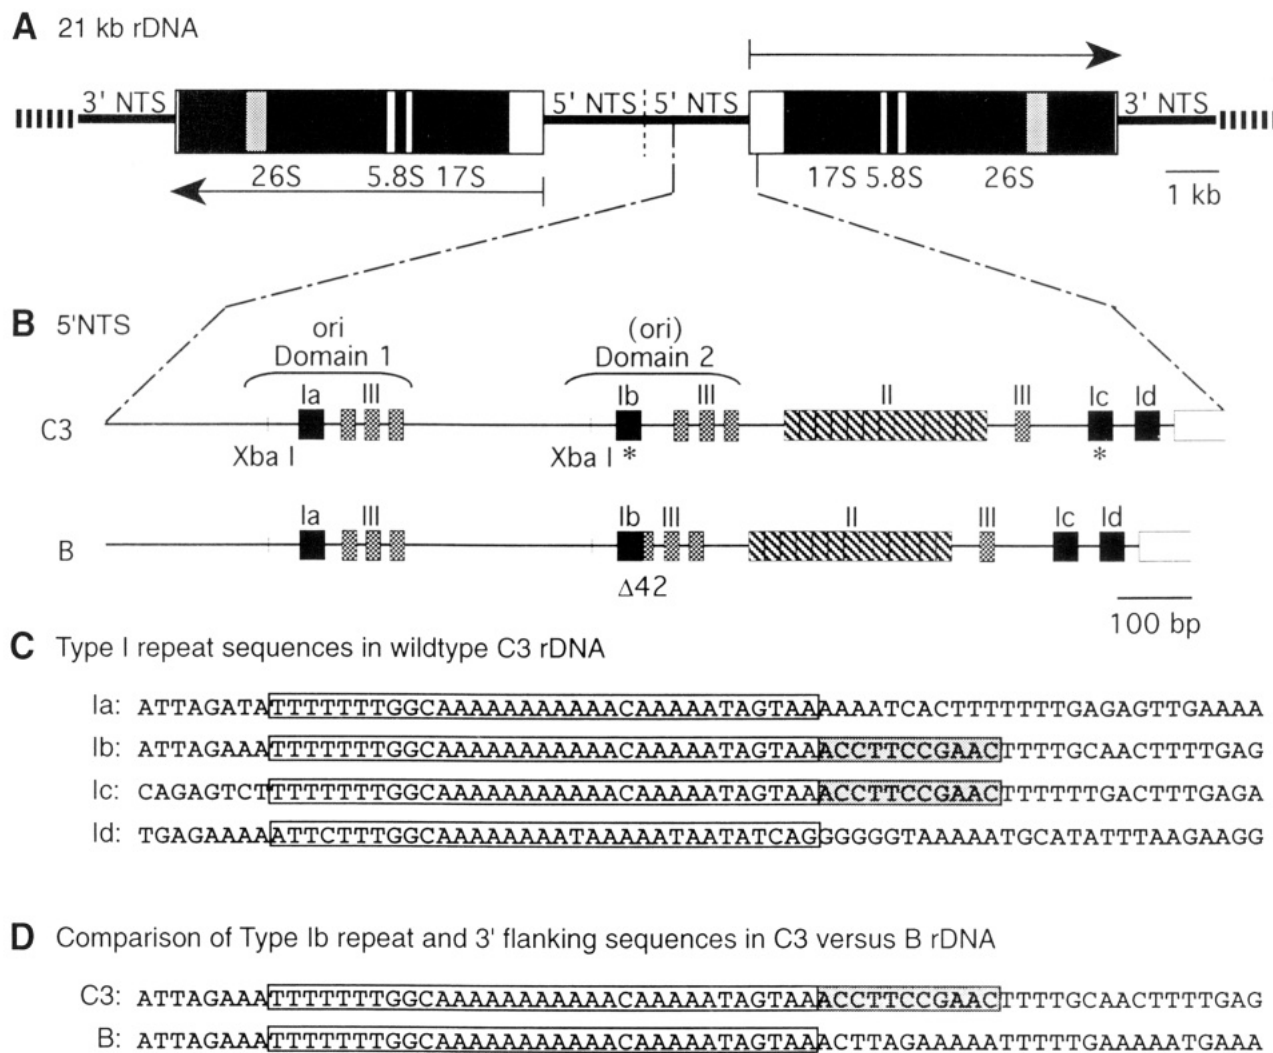 A 21 kb rDNA
3' NTS 5' NTS 5' NTS 3' NTS
26S 5.8S 17S 17S 5.8S 26S
1 kb
B 5'NTS
ori (ori)
Domain 1 Domain 2
Ia III Ib III II III Ic Id
C3
Xba I Xba I * *
Ia III Ib III II III Ic Id
B
Δ42
100 bp
C Type I repeat sequences in wildtype C3 rDNA
Ia: ATTAGATATTTTTTTGGCAAAAAAAAAAACAAAAATAGTAAAAAATCACTTTTTTTGAGAGTTGAAAA
Ib: ATTAGAAATTTTTTTGGCAAAAAAAAAAACAAAAATAGTAAACCTTCCGAACTTTTGCAACTTTTGAG
Ic: CAGAGTCTTTTTTTTGGCAAAAAAAAAAACAAAAATAGTAAACCTTCCGAACTTTTTTGACTTTGAGA
Id: TGAGAAAAATTCTTTGGCAAAAAAAATAAAAATAATATCAGGGGGGTAAAAATGCATATTTAAGAAGG
D Comparison of Type Ib repeat and 3' flanking sequences in C3 versus B rDNA
C3: ATTAGAAATTTTTTTGGCAAAAAAAAAAACAAAAATAGTAAACCTTCCGAACTTTTGCAACTTTTGAG
B: ATTAGAAATTTTTTTGGCAAAAAAAAAAACAAAAATAGTAAACTTAGAAAAATTTTTGAAAAATGAAA